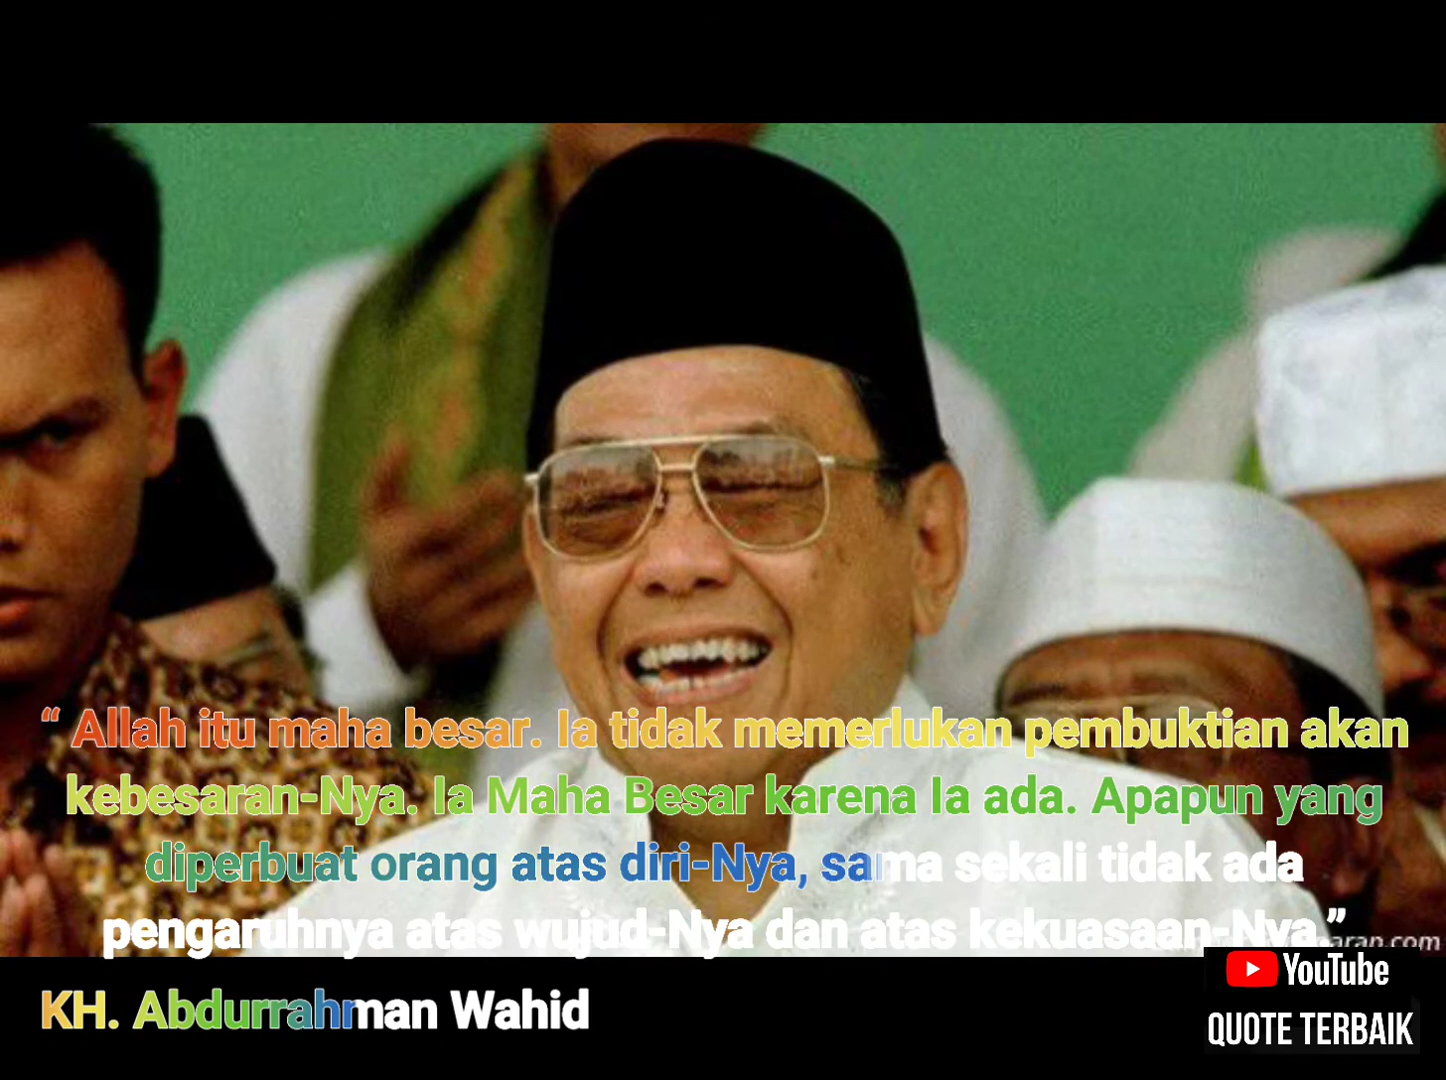 “ Allah itu maha besar. Ia tidak memerlukan pembuktian akan
kebesaran-Nya. Ia Maha Besar karena Ia ada. Apapun yang
diperbuat orang atas diri-Nya, sama sekali tidak ada
pengaruhnya atas wujud-Nya dan atas kekuasaan-Nya.”
KH. Abdurrahman Wahid
YouTube
QUOTE TERBAIK